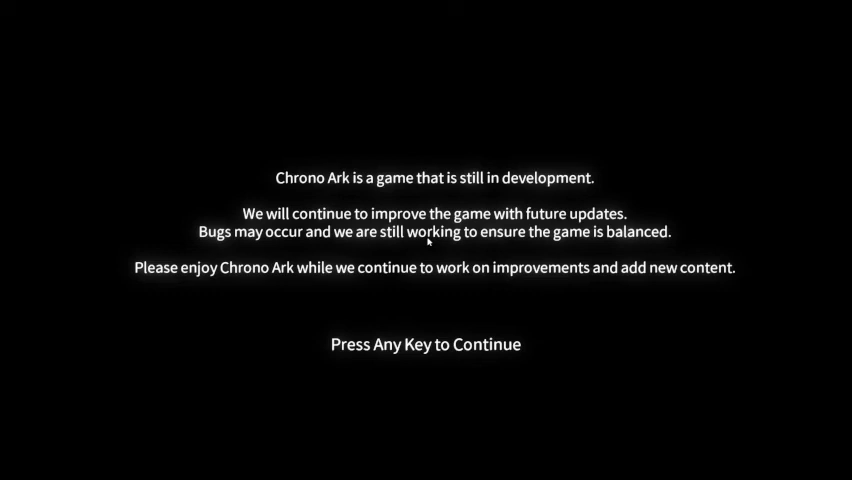 Chrono Ark is a game that is still in development.
We will continue to improve the game with future updates.
Bugs may occur and we are still working to ensure the game is balanced.
Please enjoy Chrono Ark while we continue to work on improvements and add new content.
Press Any Key to Continue